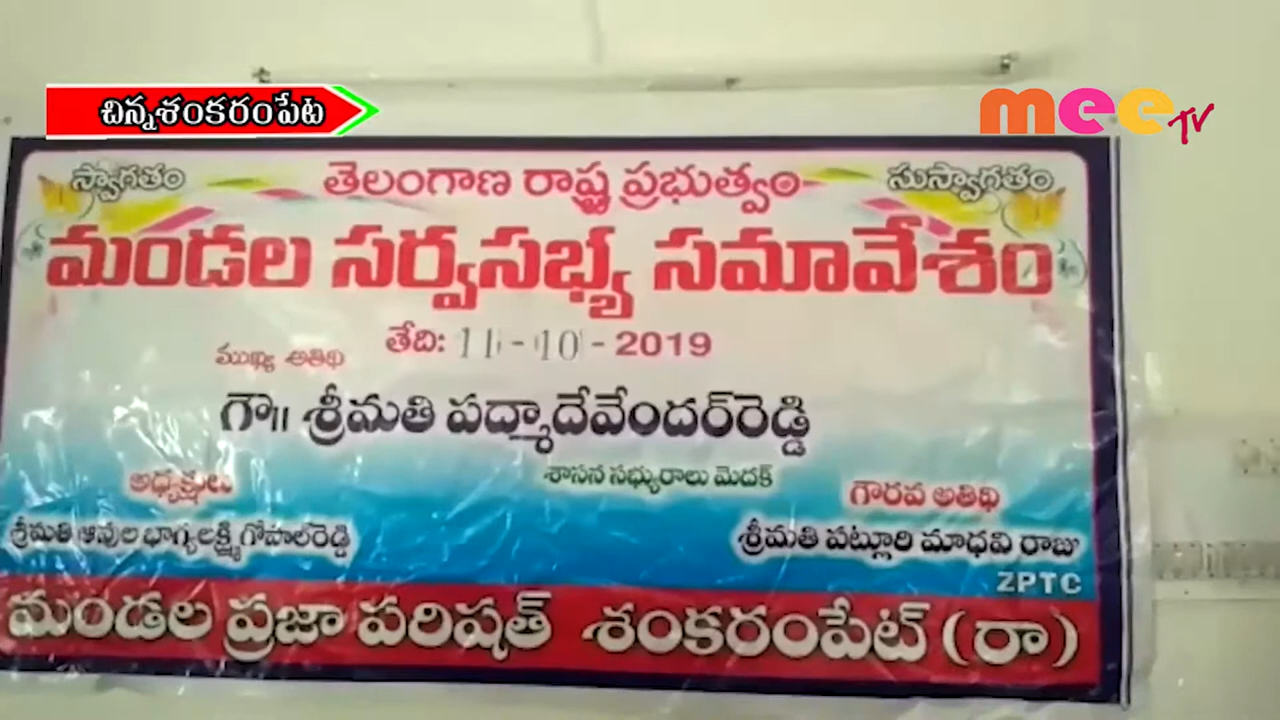 చిన్నశంకరంపేట
mee TV
స్వాగతం తెలంగాణ రాష్ట్ర ప్రభుత్వం సుస్వాగతం
మండల సర్వసభ్య సమావేశం
తేది: 11-10-2019
ముఖ్య అతిథి
గౌ|| శ్రీమతి పద్మాదేవేందర్‌రెడ్డి
శాసన సభ్యురాలు మెదక్
అధ్యక్షులు గౌరవ అతిథి
శ్రీమతి ఆవుల భాగ్యలక్ష్మి గోపాల్‌రెడ్డి శ్రీమతి పట్లూరి మాధవి రాజు
ZPTC
మండల ప్రజా పరిషత్ శంకరంపేట్ (రా)